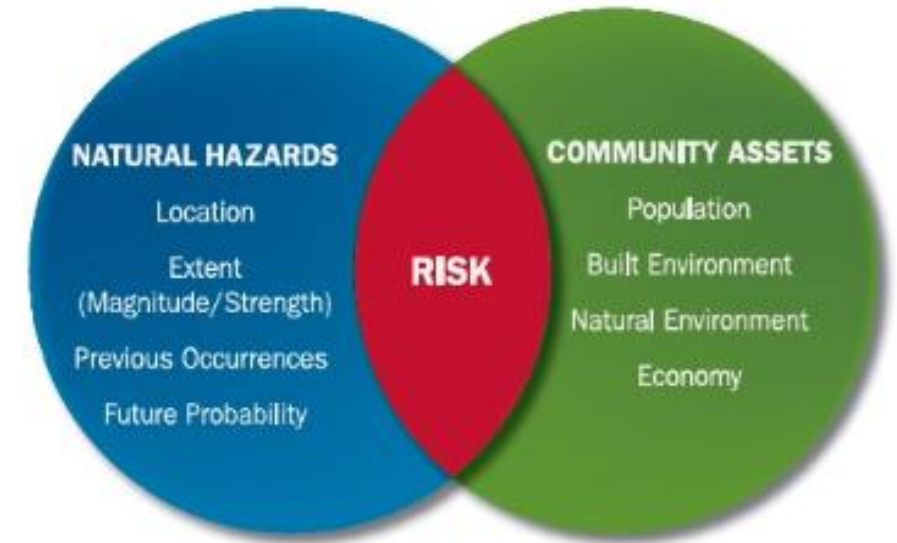 NATURAL HAZARDS
Location
Extent
(Magnitude/Strength)
Previous Occurrences
Future Probability
RISK
COMMUNITY ASSETS
Population
Built Environment
Natural Environment
Economy